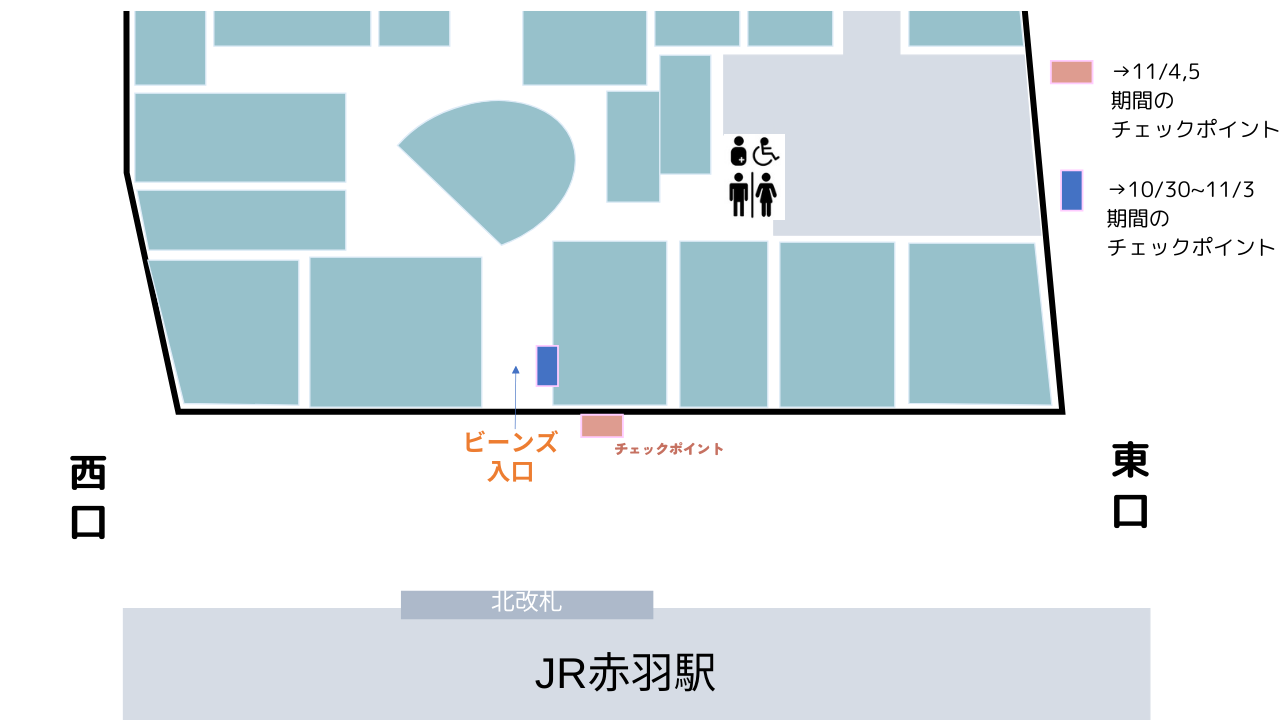 →11/4,5
期間の
チェックポイント
→10/30~11/3
期間の
チェックポイント
ビーンズ
入口
チェックポイント
西
口
東
口
北改札
JR赤羽駅